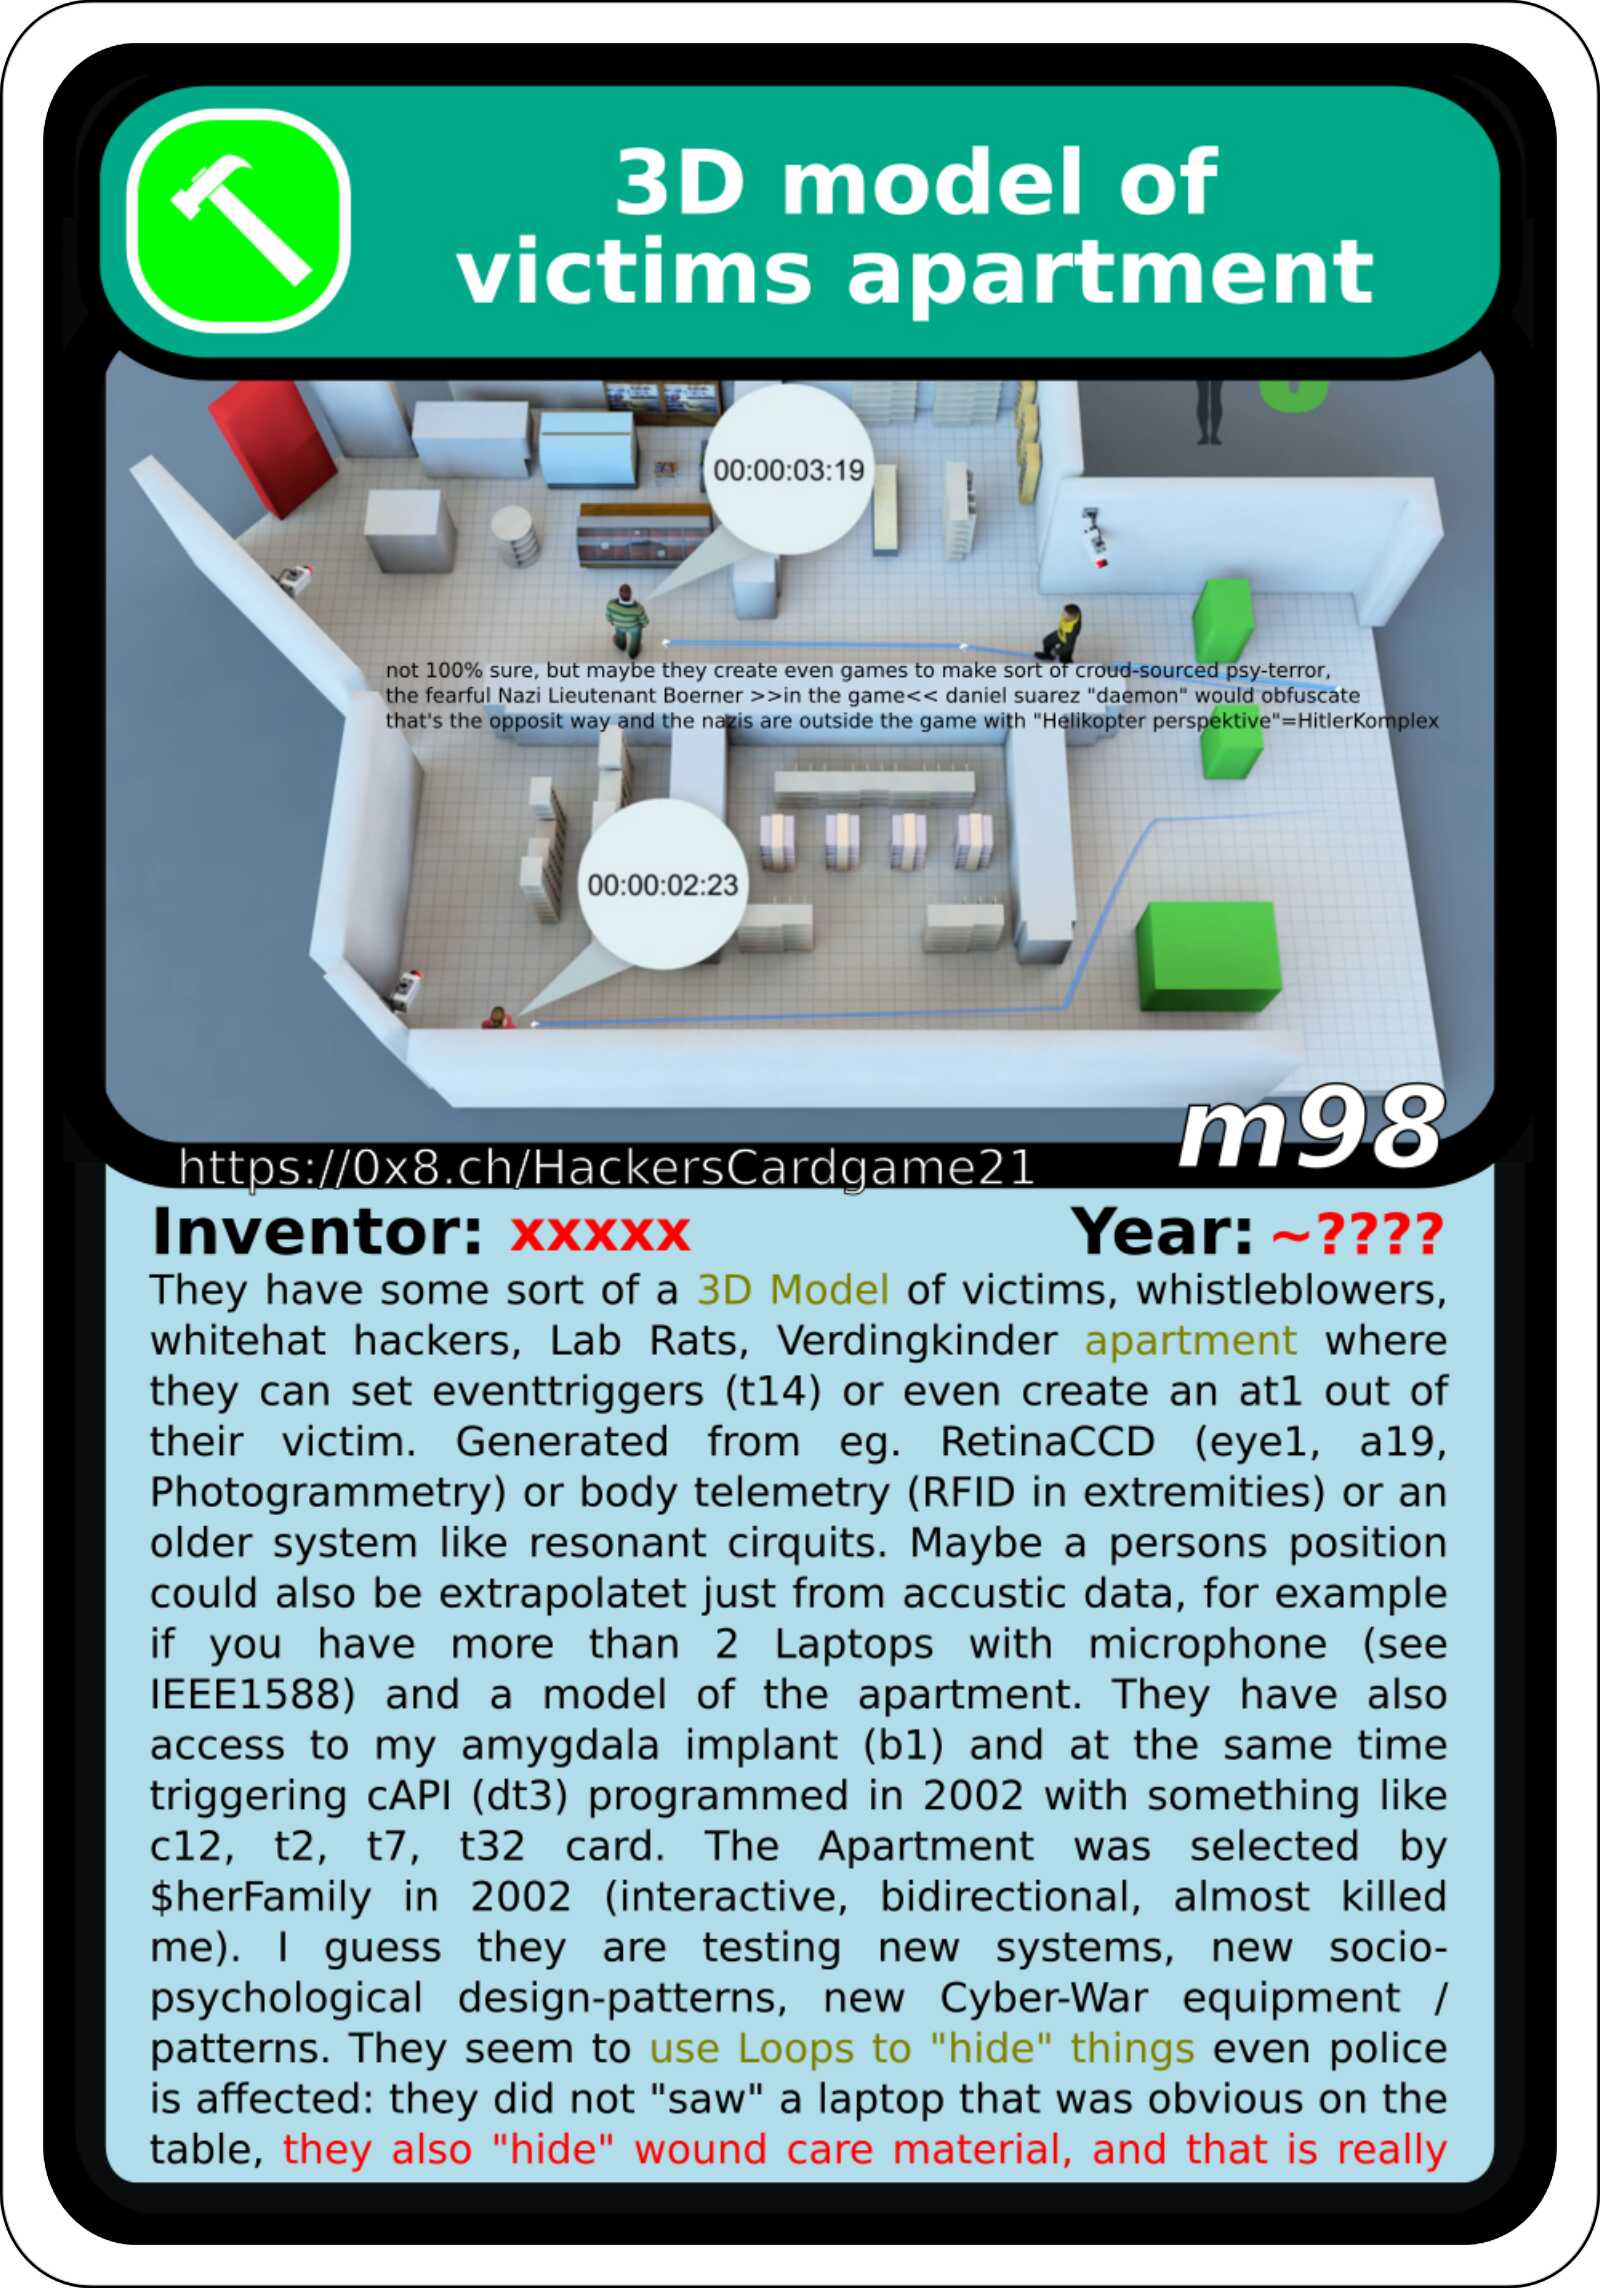 3D model of
victims apartment
00:00:03:19
not 100% sure, but maybe they create even games to make sort of croud-sourced psy-terror,
the fearful Nazi Lieutenant Boerner >>in the game<< daniel suarez "daemon" would obfuscate
that's the opposit way and the nazis are outside the game with "Helikopter perspektive"=HitlerKomplex
00:00:02:23
m98
https://0x8.ch/HackersCardgame21
Inventor: xxxxx Year: ~????
They have some sort of a 3D Model of victims, whistleblowers,
whitehat hackers, Lab Rats, Verdingkinder apartment where
they can set eventtriggers (t14) or even create an at1 out of
their victim. Generated from eg. RetinaCCD (eye1, a19,
Photogrammetry) or body telemetry (RFID in extremities) or an
older system like resonant cirquits. Maybe a persons position
could also be extrapolatet just from accustic data, for example
if you have more than 2 Laptops with microphone (see
IEEE1588) and a model of the apartment. They have also
access to my amygdala implant (b1) and at the same time
triggering cAPI (dt3) programmed in 2002 with something like
c12, t2, t7, t32 card. The Apartment was selected by
$herFamily in 2002 (interactive, bidirectional, almost killed
me). I guess they are testing new systems, new socio-
psychological design-patterns, new Cyber-War equipment /
patterns. They seem to use Loops to "hide" things even police
is affected: they did not "saw" a laptop that was obvious on the
table, they also "hide" wound care material, and that is really